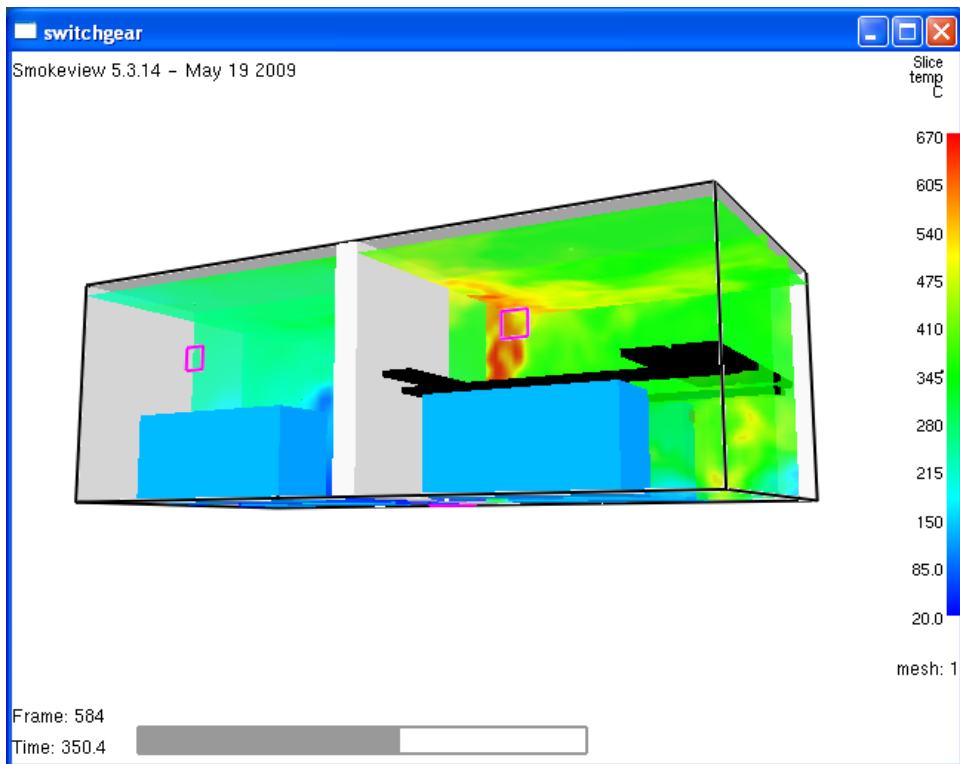 switchgear
Smokeview 5.3.14 – May 19 2009
Slice
temp
C
670
605
540
475
410
345
280
215
150
85.0
20.0
mesh: 1
Frame: 584
Time: 350.4